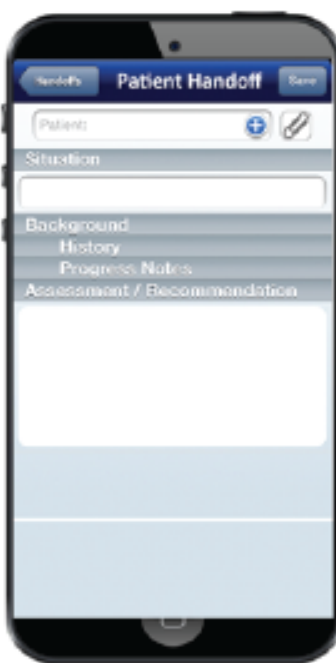 Handoffs Patient Handoff Save
Patient:
Situation
Background
History
Progress Notes
Assessment / Recommendation